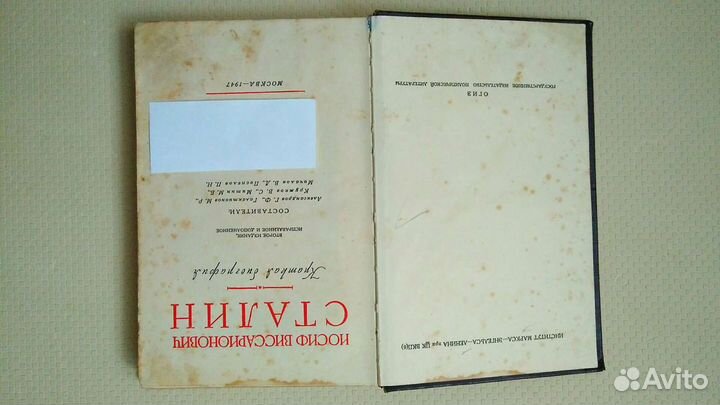 ИНСТИТУТ МАРКСА—ЭНГЕЛЬСА—ЛЕНИНА при ЦК ВКП(б)
ОГИЗ
ГОСУДАРСТВЕННОЕ ИЗДАТЕЛЬСТВО ПОЛИТИЧЕСКОЙ ЛИТЕРАТУРЫ
ИОСИФ ВИССАРИОНОВИЧ
СТАЛИН
Краткая биография
ВТОРОЕ ИЗДАНИЕ,
ИСПРАВЛЕННОЕ И ДОПОЛНЕННОЕ
СОСТАВИТЕЛИ:
Александров Г. Ф., Галактионов М. Р.,
Кружков В. С., Митин М. Б.,
Мочалов В. Д., Поспелов П. Н.
МОСКВА—1947
Avito